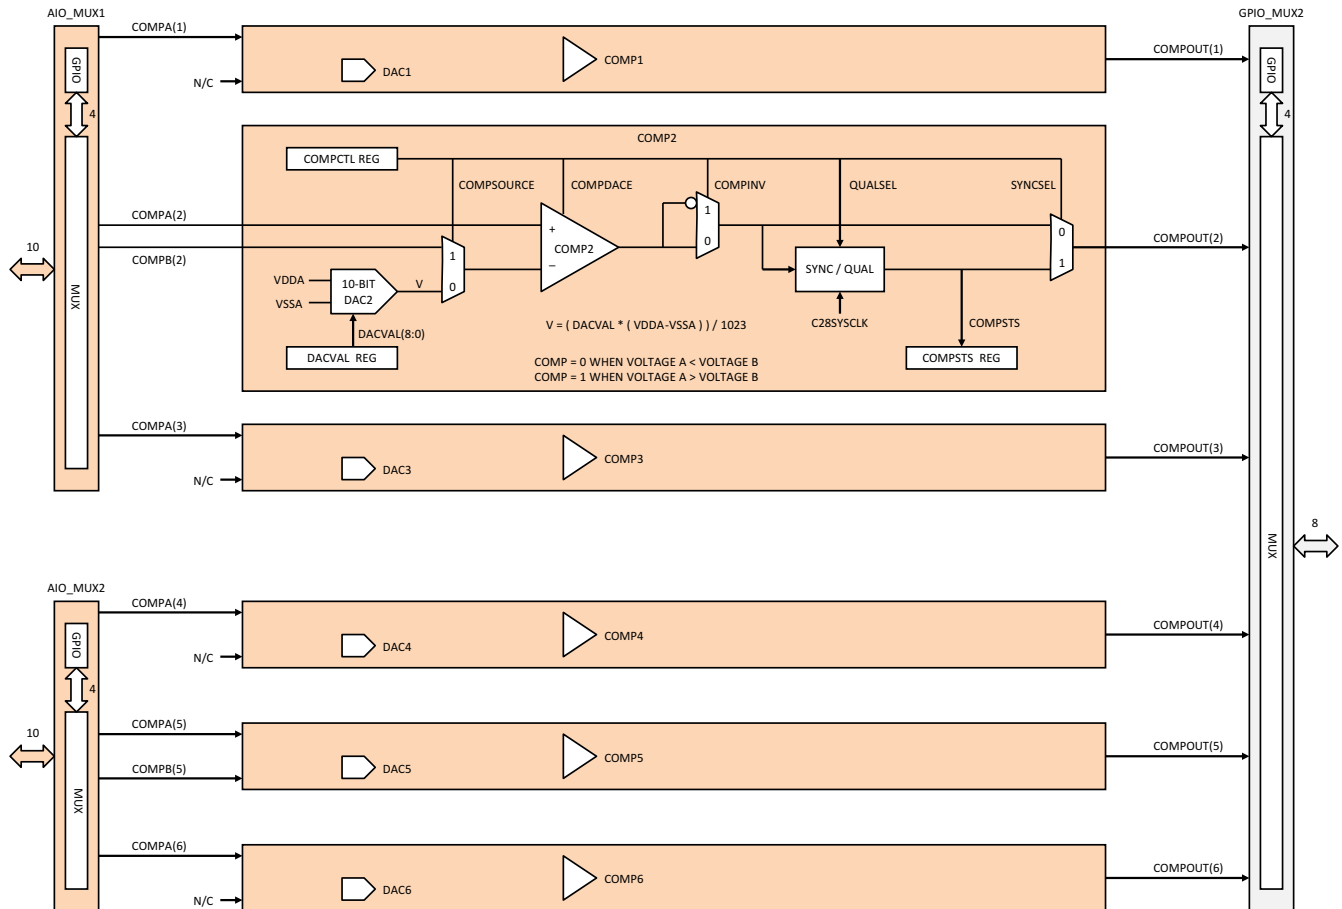 AIO_MUX1
GPIO_MUX2
COMPA(1)
GPIO
4
N/C
DAC1
COMP1
COMPOUT(1)
GPIO
4
COMP2
COMPCTL REG
COMPSOURCE
COMPDACE
COMPINV
QUALSEL
SYNCSEL
COMPA(2)
10
COMPB(2)
MUX
VDDA
VSSA
10-BIT
DAC2
V
DACVAL(8:0)
DACVAL REG
1
0
+
–
COMP2
1
0
SYNC / QUAL
C28SYSCLK
COMPSTS
COMPSTS REG
0
1
COMPOUT(2)
V = ( DACVAL * ( VDDA-VSSA ) ) / 1023
COMP = 0 WHEN VOLTAGE A < VOLTAGE B
COMP = 1 WHEN VOLTAGE A > VOLTAGE B
COMPA(3)
N/C
DAC3
COMP3
COMPOUT(3)
MUX
8
AIO_MUX2
COMPA(4)
GPIO
4
N/C
DAC4
COMP4
COMPOUT(4)
10
MUX
COMPA(5)
COMPB(5)
DAC5
COMP5
COMPOUT(5)
COMPA(6)
N/C
DAC6
COMP6
COMPOUT(6)